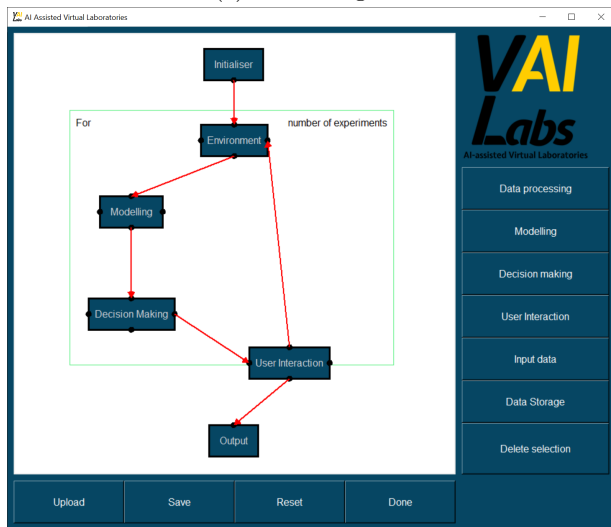 AI Assisted Virtual Laboratories
Initialiser
For
number of experiments
Environment
Modelling
Decision Making
User Interaction
Output
VAI
Labs
AI-assisted Virtual Laboratories
Data processing
Modelling
Decision making
User Interaction
Input data
Data Storage
Delete selection
Upload
Save
Reset
Done